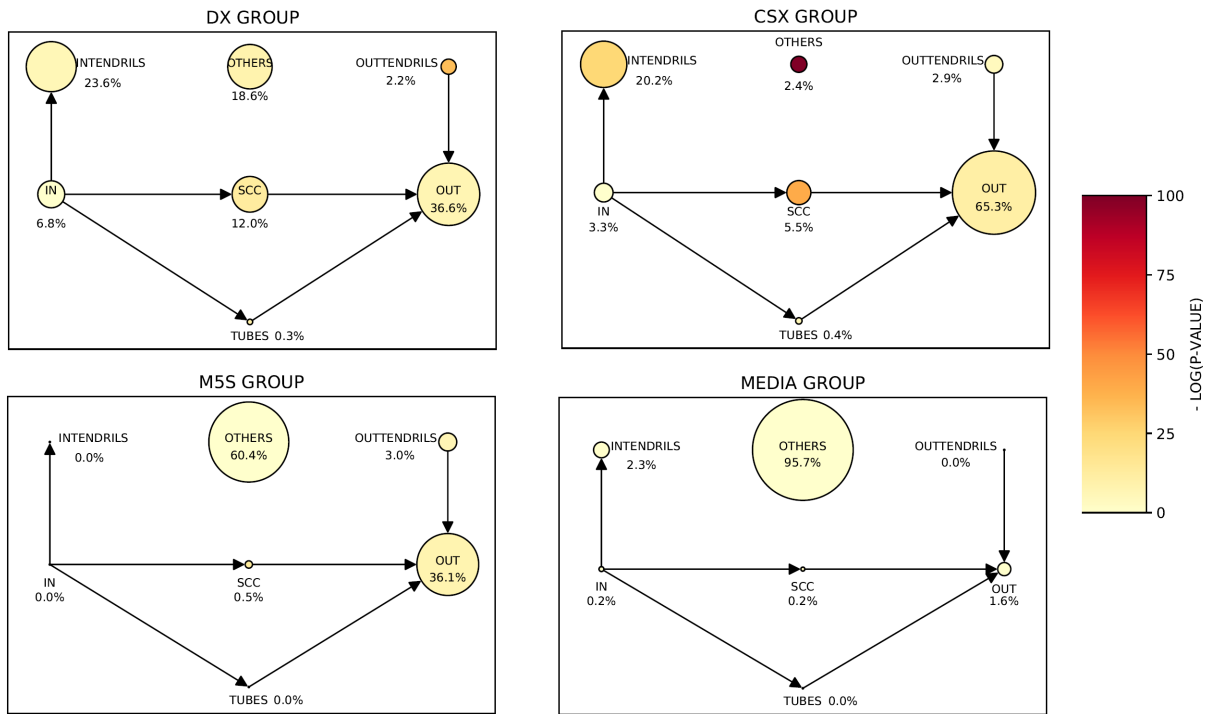 DX GROUP
INTENDRILS
23.6%
OTHERS
18.6%
OUTTENDRILS
2.2%
IN
6.8%
SCC
12.0%
OUT
36.6%
TUBES 0.3%
CSX GROUP
INTENDRILS
20.2%
OTHERS
2.4%
OUTTENDRILS
2.9%
IN
3.3%
SCC
5.5%
OUT
65.3%
TUBES 0.4%
M5S GROUP
INTENDRILS
0.0%
OTHERS
60.4%
OUTTENDRILS
3.0%
IN
0.0%
SCC
0.5%
OUT
36.1%
TUBES 0.0%
MEDIA GROUP
INTENDRILS
2.3%
OTHERS
95.7%
OUTTENDRILS
0.0%
IN
0.2%
SCC
0.2%
OUT
1.6%
TUBES 0.0%
100
75
50
25
0
- LOG(P-VALUE)